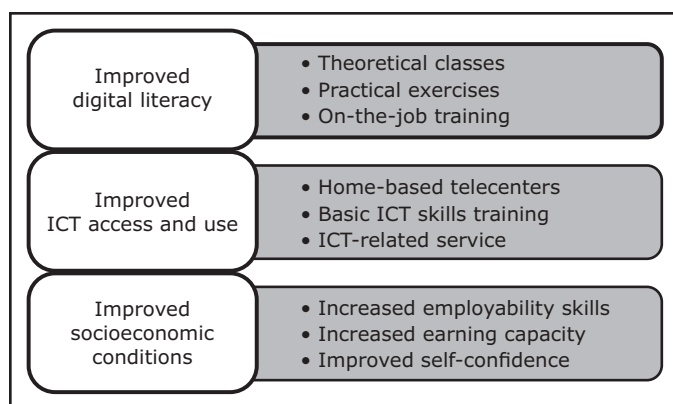 Improved
digital literacy
• Theoretical classes
• Practical exercises
• On-the-job training
Improved
ICT access and use
• Home-based telecenters
• Basic ICT skills training
• ICT-related service
Improved
socioeconomic
conditions
• Increased employability skills
• Increased earning capacity
• Improved self-confidence